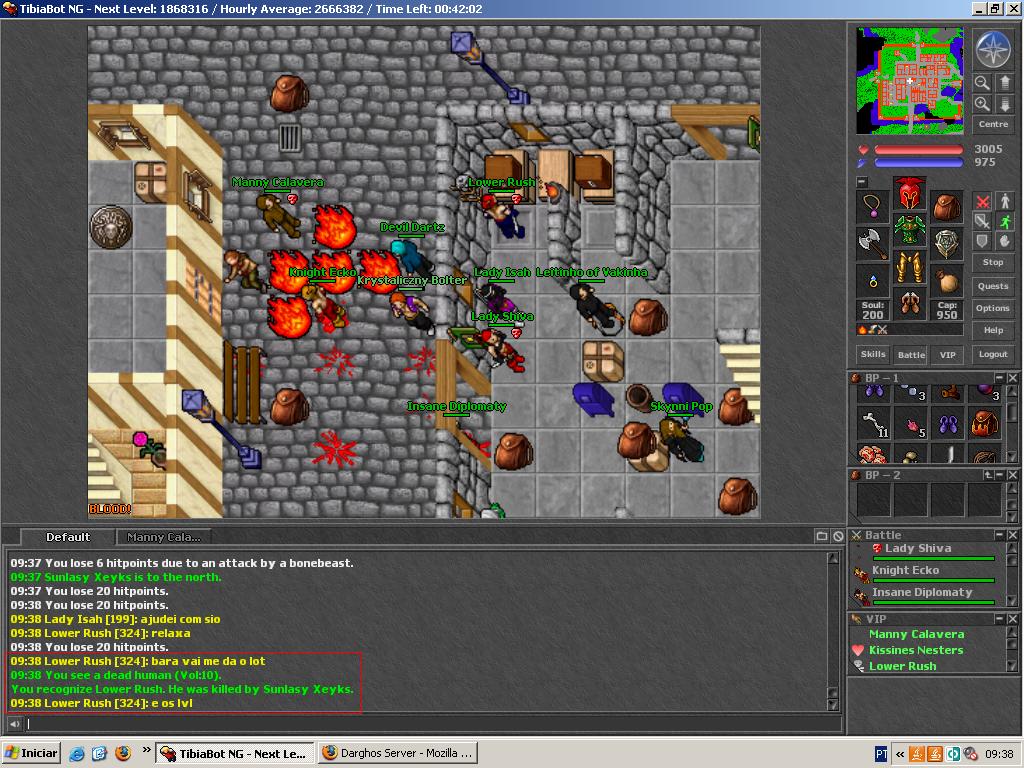 TibiaBot NG - Next Level: 1868316 / Hourly Average: 2666382 / Time Left: 00:42:02
Centre
3005
975
Manny Calavera
Lower Rush
Devil Dartz
Knight Ecko
Krystaliczny Bolter
Lady Isah
Leitinho of Vakinha
Lady Shiva
Insane Diplomaty
Skynni Pop
BLOOD!
Soul:
200
Cap:
950
Stop
Quests
Options
Help
Skills
Battle
VIP
Logout
BP - 1
3
3
11
5
BP - 2
Battle
Lady Shiva
Knight Ecko
Insane Diplomaty
VIP
Manny Calavera
Kissines Nesters
Lower Rush
Default
Manny Cala...
09:37 You lose 6 hitpoints due to an attack by a bonebeast.
09:37 Sunlasy Xeyks is to the north.
09:37 You lose 20 hitpoints.
09:38 You lose 20 hitpoints.
09:38 Lady Isah [199]: ajudei com sio
09:38 Lower Rush [324]: relaxa
09:38 You lose 20 hitpoints.
09:38 Lower Rush [324]: bara vai me da o lot
09:38 You see a dead human (Vol:10).
You recognize Lower Rush. He was killed by Sunlasy Xeyks.
09:38 Lower Rush [324]: e os lvl
Iniciar
»
TibiaBot NG - Next Le...
Darghos Server - Mozilla ...
PT
«
09:38